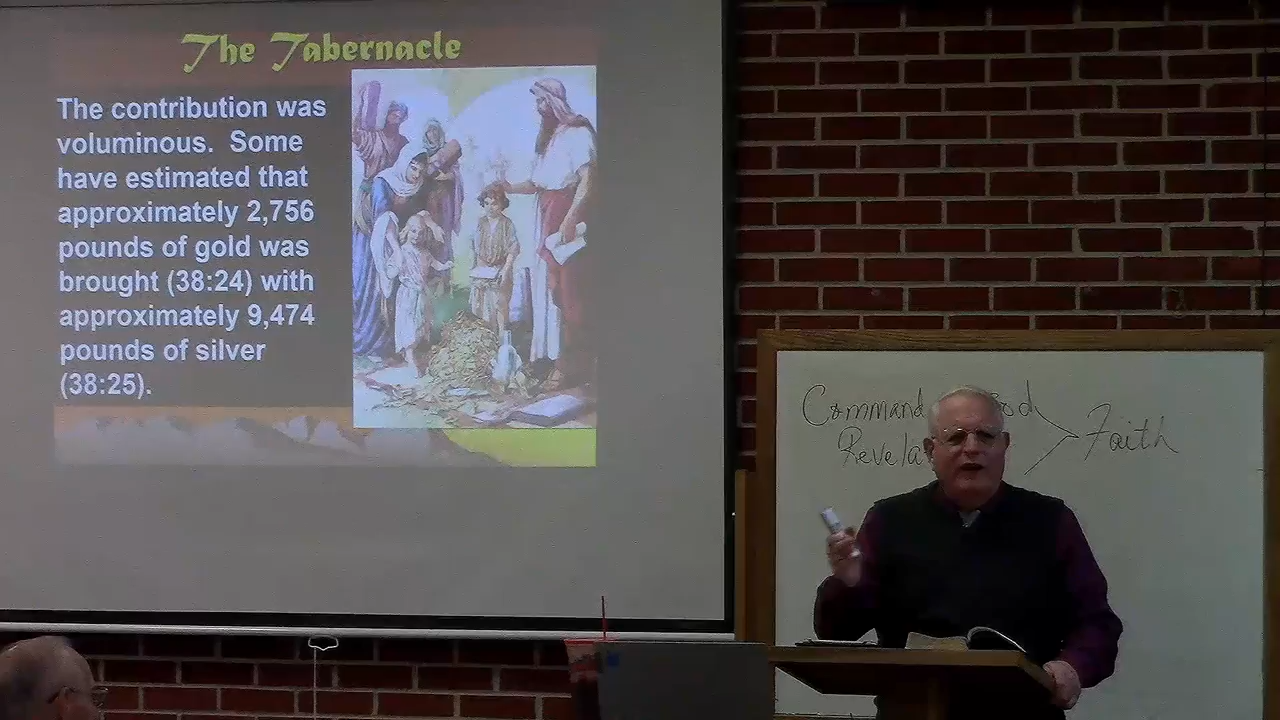 The Tabernacle
The contribution was
voluminous. Some
have estimated that
approximately 2,756
pounds of gold was
brought (38:24) with
approximately 9,474
pounds of silver
(38:25).
Command
Faith